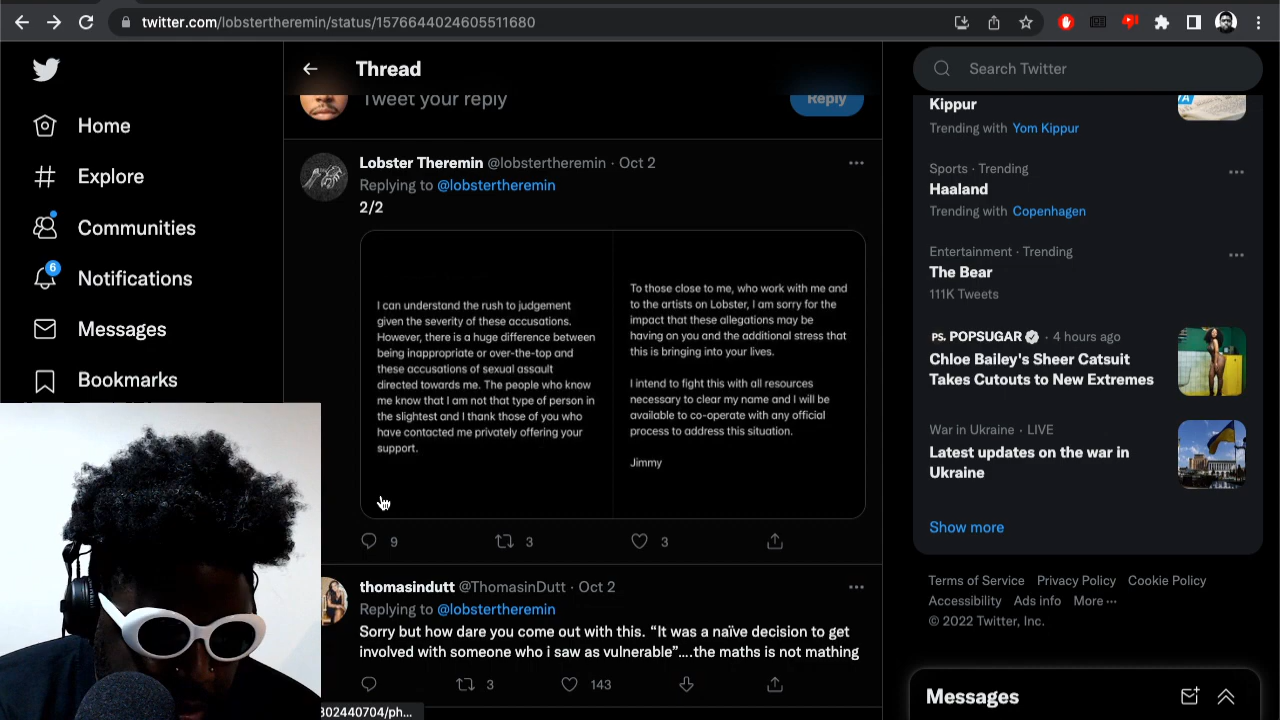 twitter.com/lobstertheremin/status/1576644024605511680
Home
Explore
Communities
6
Notifications
Messages
Bookmarks
Thread
Tweet your reply
Reply
Lobster Theremin @lobstertheremin · Oct 2
Replying to @lobstertheremin
2/2
I can understand the rush to judgement
given the severity of these accusations.
However, there is a huge difference between
being inappropriate or over-the-top and
these accusations of sexual assault
directed towards me. The people who know
me know that I am not that type of person in
the slightest and I thank those of you who
have contacted me privately offering your
support.
To those close to me, who work with me and
to the artists on Lobster, I am sorry for the
impact that these allegations may be
having on you and the additional stress that
this is bringing into your lives.
I intend to fight this with all resources
necessary to clear my name and I will be
available to co-operate with any official
process to address this situation.
Jimmy
9 3 3
thomasindutt @ThomasinDutt · Oct 2
Replying to @lobstertheremin
Sorry but how dare you come out with this. “It was a naïve decision to get
involved with someone who i saw as vulnerable”....the maths is not mathing
3 143
302440704/ph...
Search Twitter
Kippur
Trending with Yom Kippur
Sports · Trending
Haaland
Trending with Copenhagen
Entertainment · Trending
The Bear
111K Tweets
PS. POPSUGAR · 4 hours ago
Chloe Bailey's Sheer Catsuit
Takes Cutouts to New Extremes
War in Ukraine · LIVE
Latest updates on the war in
Ukraine
Show more
Terms of Service Privacy Policy Cookie Policy
Accessibility Ads info More ···
© 2022 Twitter, Inc.
Messages